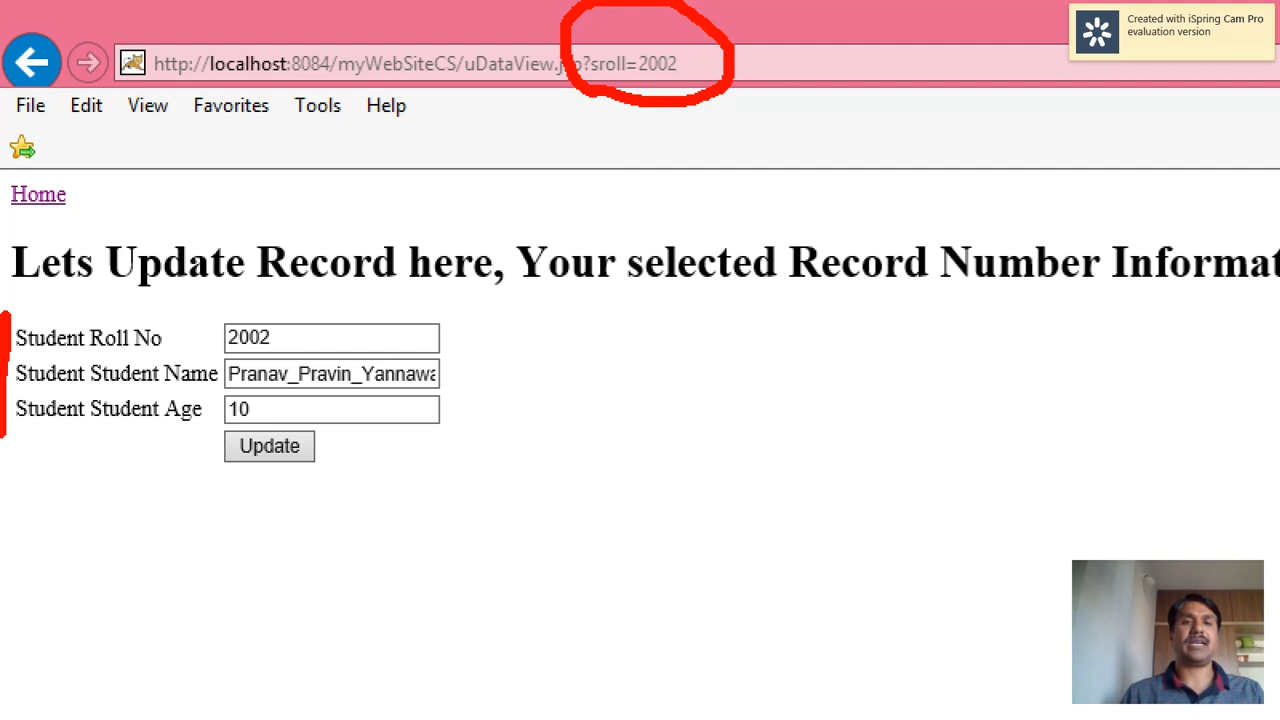 Created with iSpring Cam Pro
evaluation version
http://localhost:8084/myWebSiteCS/uDataView.jsp?sroll=2002
File Edit View Favorites Tools Help
Home
Lets Update Record here, Your selected Record Number Informat
Student Roll No 2002
Student Student Name Pranav_Pravin_Yannawa
Student Student Age 10
Update